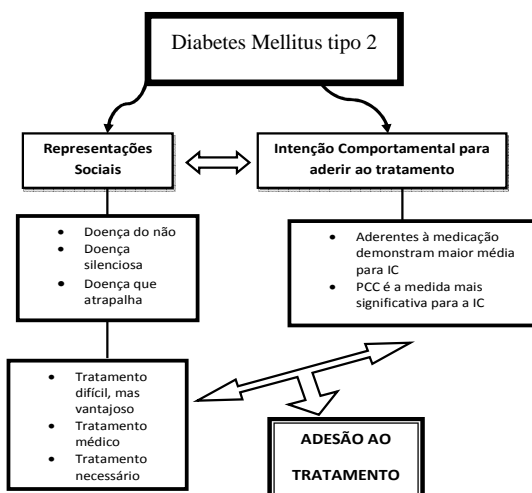 Diabetes Mellitus tipo 2
Representações
Sociais
Intenção Comportamental para
aderir ao tratamento
• Doença do não
• Doença
silenciosa
• Doença que
atrapalha
• Aderentes à medicação
demonstram maior média
para IC
• PCC é a medida mais
significativa para a IC
• Tratamento
difícil, mas
vantajoso
• Tratamento
médico
• Tratamento
necessário
ADESÃO AO
TRATAMENTO